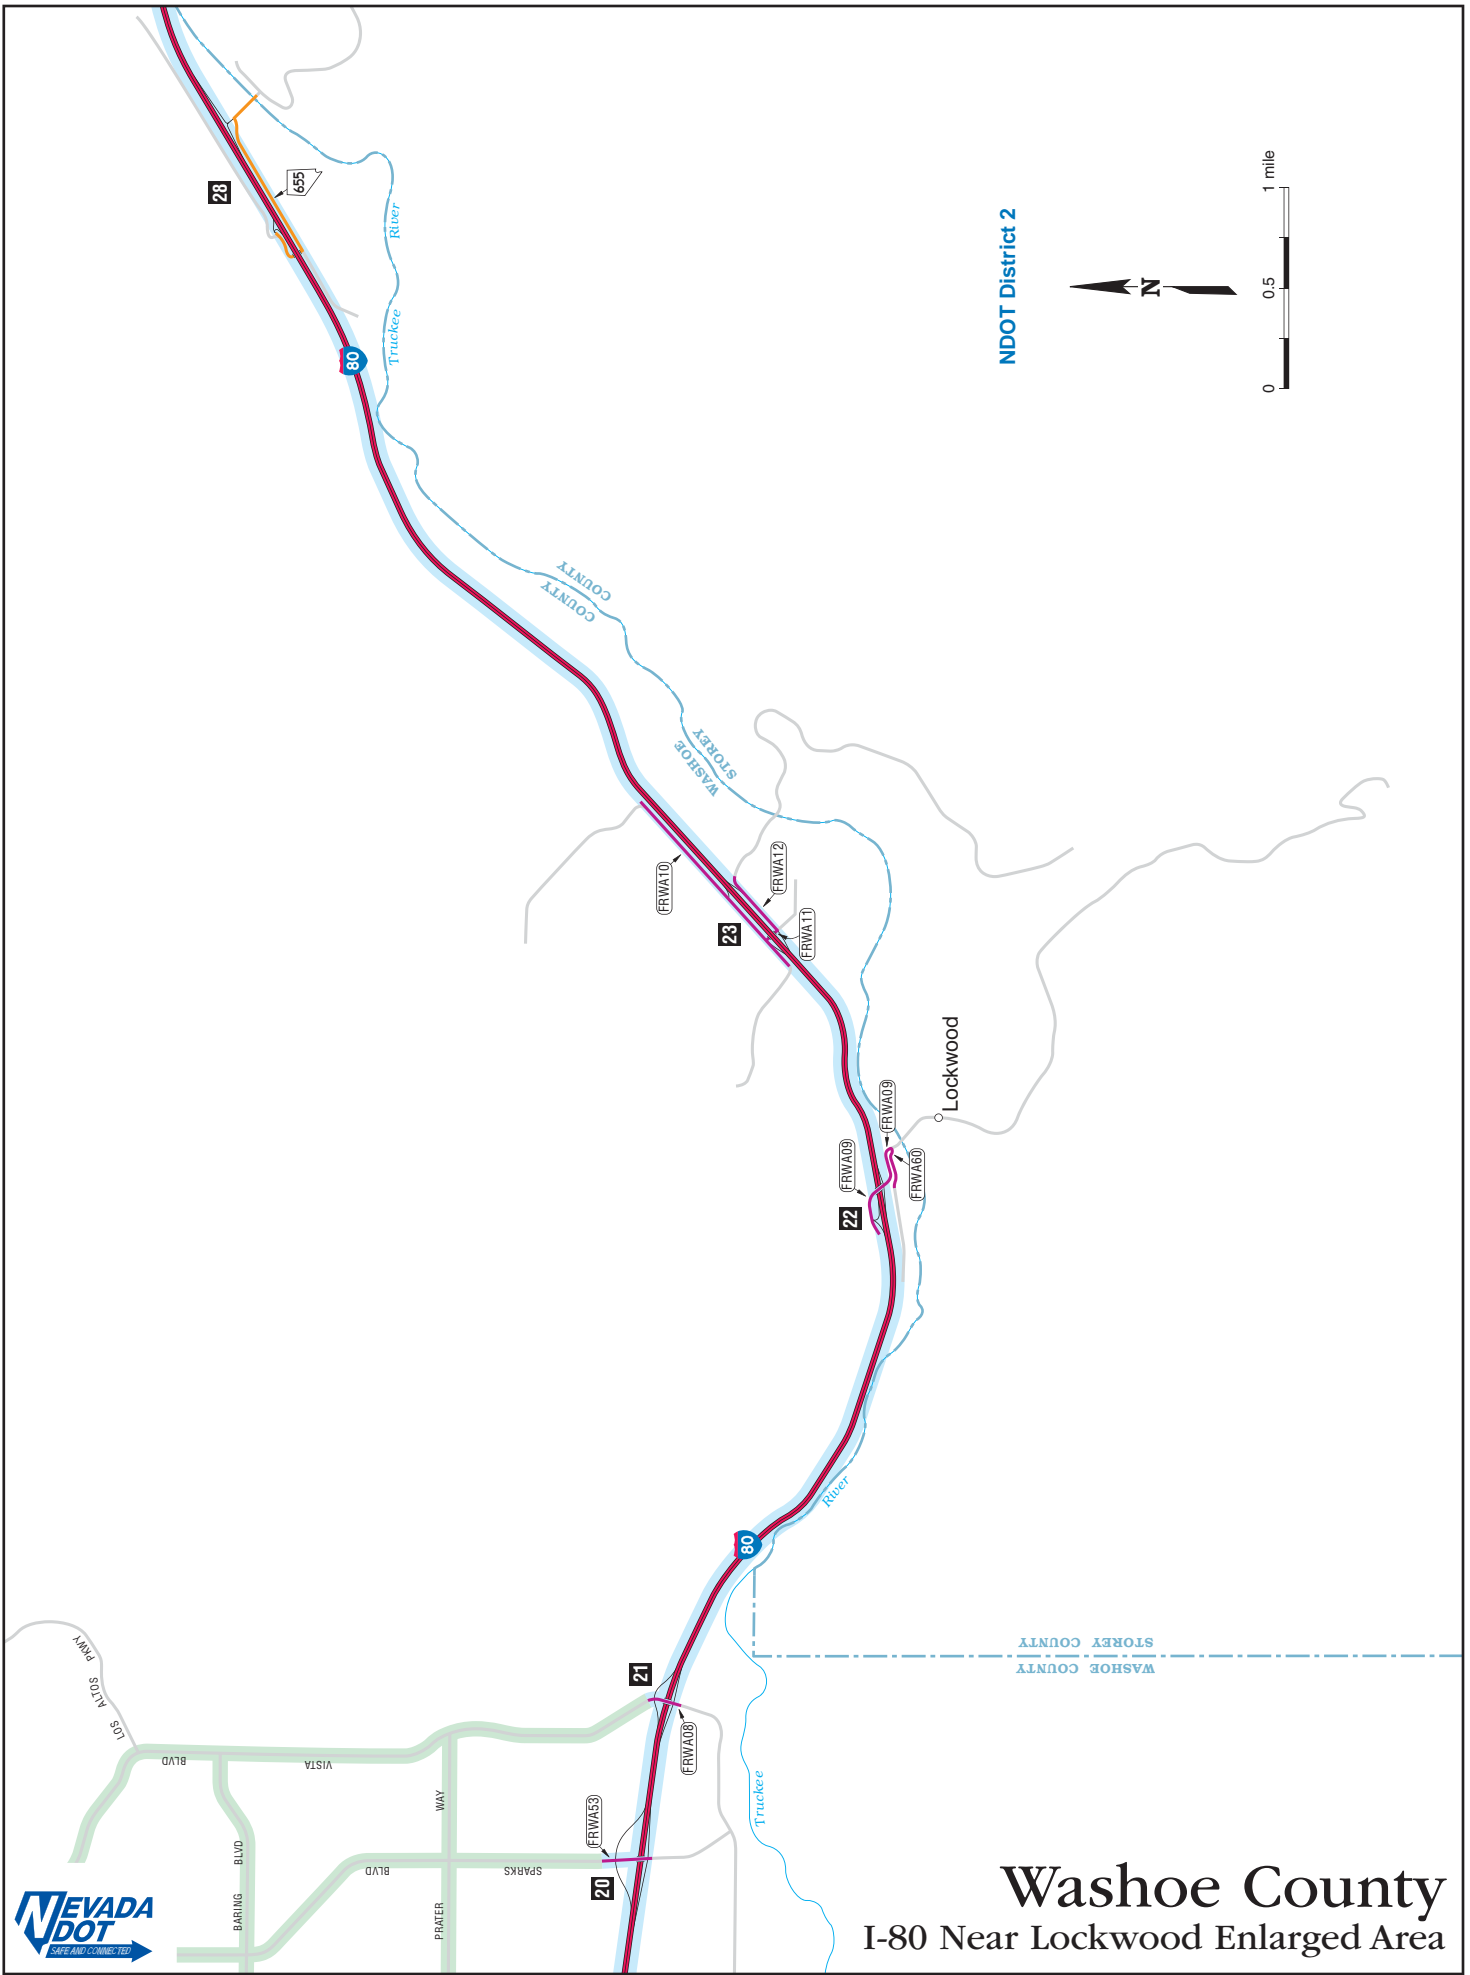 28
655
River
Truckee
80
1 mile
0.5
0
NDOT District 2
N
COUNTY
COUNTY
STOREY
WASHOE
FRWA10
FRWA12
23
FRWA11
Lockwood
FRWA09
FRWA09
FRWA60
22
River
80
STOREY COUNTY
WASHOE COUNTY
21
FRWA08
LOS ALTOS PKWY
BLVD
VISTA
WAY
PRATER
BLVD
BARING
BLVD
SPARKS
FRWA53
20
Truckee
NEVADA
DOT
SAFE AND CONNECTED
Washoe County
I-80 Near Lockwood Enlarged Area